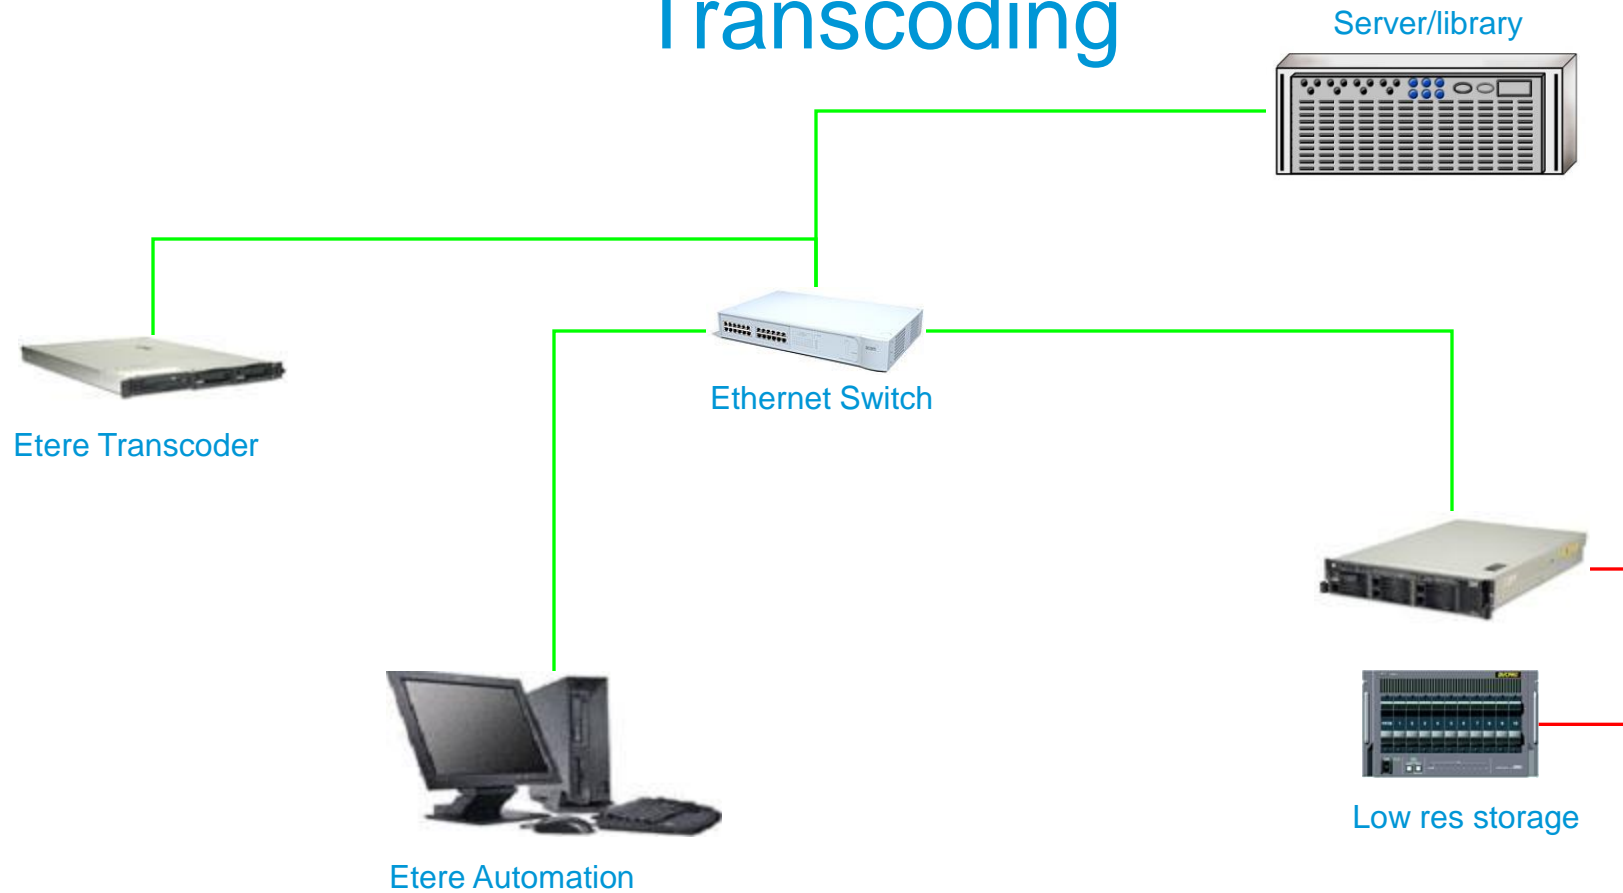 Transcoding
Server/library
Ethernet Switch
Etere Transcoder
Low res storage
Etere Automation